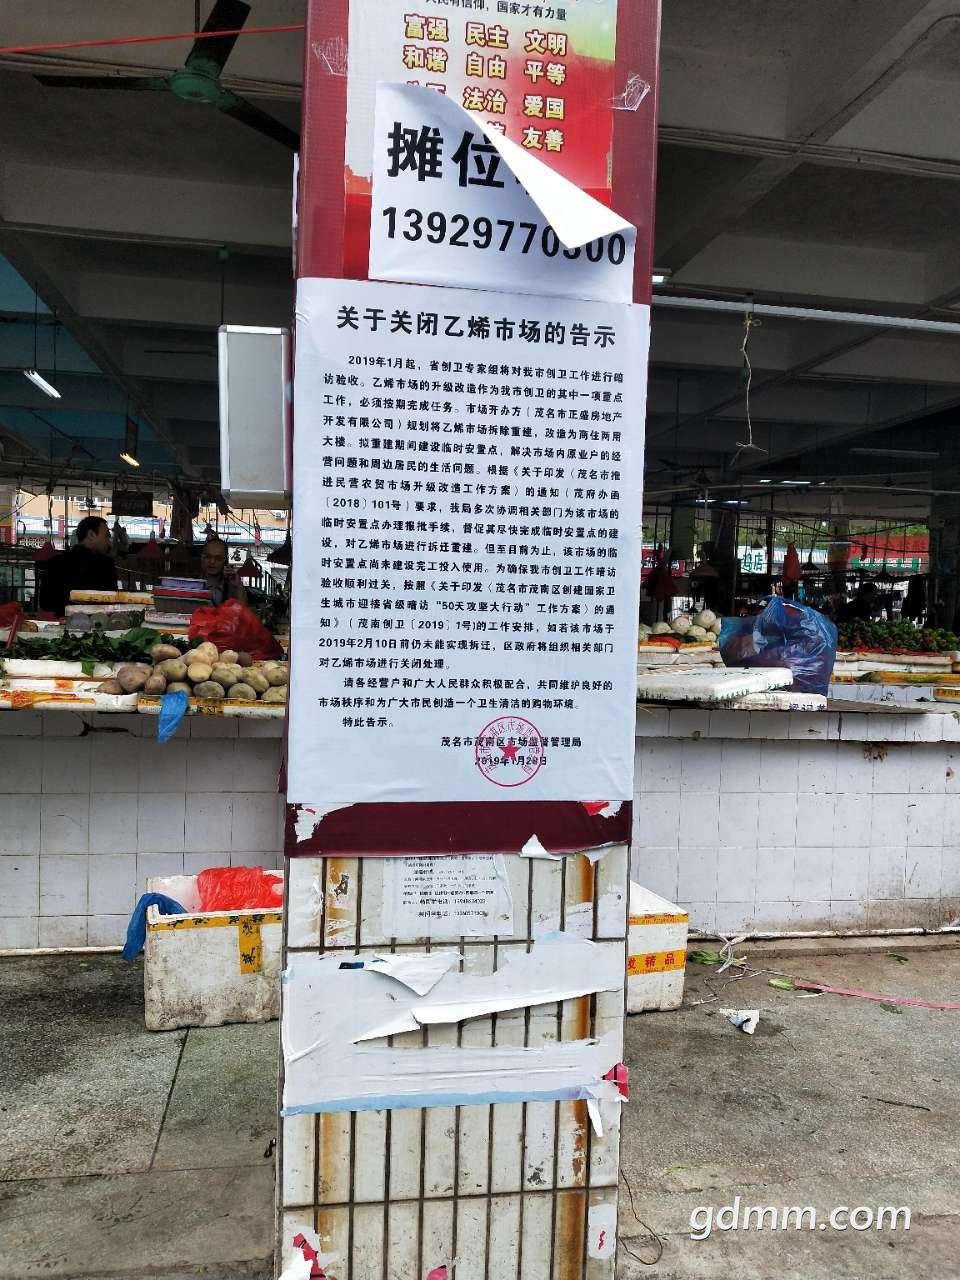 人民有信仰，国家才有力量
富强 民主 文明
和谐 自由 平等
法治 爱国
友善
摊位
13929770300
关于关闭乙烯市场的告示
2019年1月起，省创卫专家组将对我市创卫工作进行暗
访验收。乙烯市场的升级改造作为我市创卫的其中一项重点
工作，必须按期完成任务。市场开办方（茂名市正盛房地产
开发有限公司）规划将乙烯市场拆除重建，改造为商住两用
大楼。拟重建期间建设临时安置点，解决市场内原业户的经
营问题和周边居民的生活问题。根据《关于印发〈茂名市推
进民营农贸市场升级改造工作方案〉的通知（茂府办函
〔2018〕101号）要求，我局多次协调相关部门为该市场的
临时安置点办理报批手续，督促其尽快完成临时安置点的建
设，对乙烯市场进行拆迁重建。但至目前为止，该市场的临
时安置点尚未建设完工投入使用。为确保我市创卫工作暗访
验收顺利过关，按照《关于印发〈茂名市茂南区创建国家卫
生城市迎接省级暗访“50天攻坚大行动”工作方案〉的通
知》〔茂南创卫〔2019〕1号)的工作安排，如若该市场于
2019年2月10日前仍未能实现拆迁，区政府将组织相关部门
对乙烯市场进行关闭处理。
请各经营户和广大人民群众积极配合，共同维护良好的
市场秩序和为广大市民创造一个卫生清洁的购物环境。
特此告示。
茂名市茂南区市场监督管理局
2019年1月28日
精品
gdmm.com